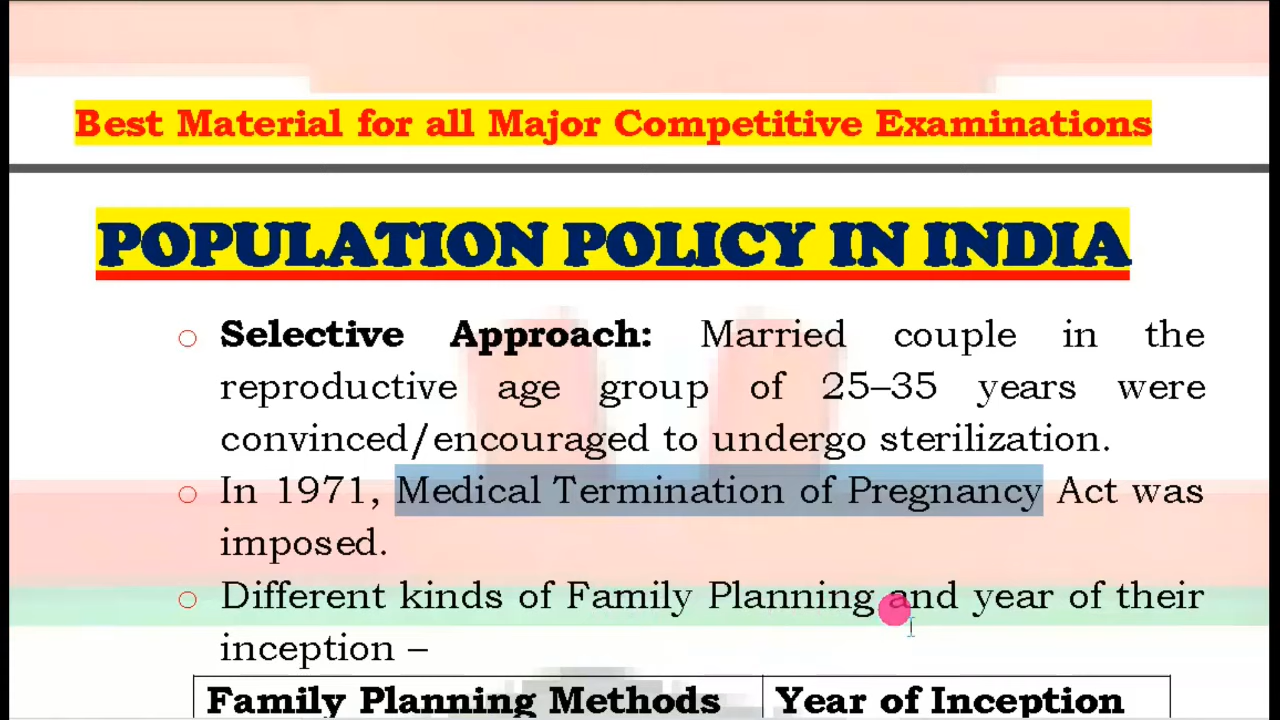 Best Material for all Major Competitive Examinations
POPULATION POLICY IN INDIA
o Selective Approach: Married couple in the
reproductive age group of 25–35 years were
convinced/encouraged to undergo sterilization.
o In 1971, Medical Termination of Pregnancy Act was
imposed.
o Different kinds of Family Planning and year of their
inception –
Family Planning Methods Year of Inception